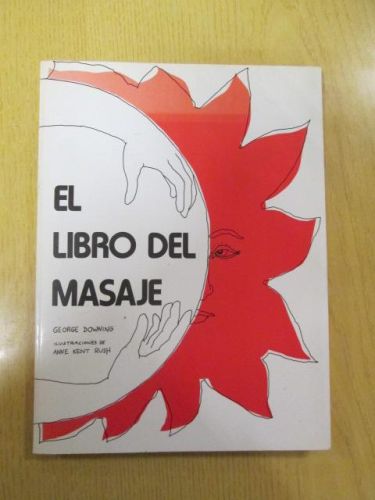 EL
LIBRO DEL
MASAJE
GEORGE DOWNING
ILUSTRACIONES DE
ANNE KENT RUSH